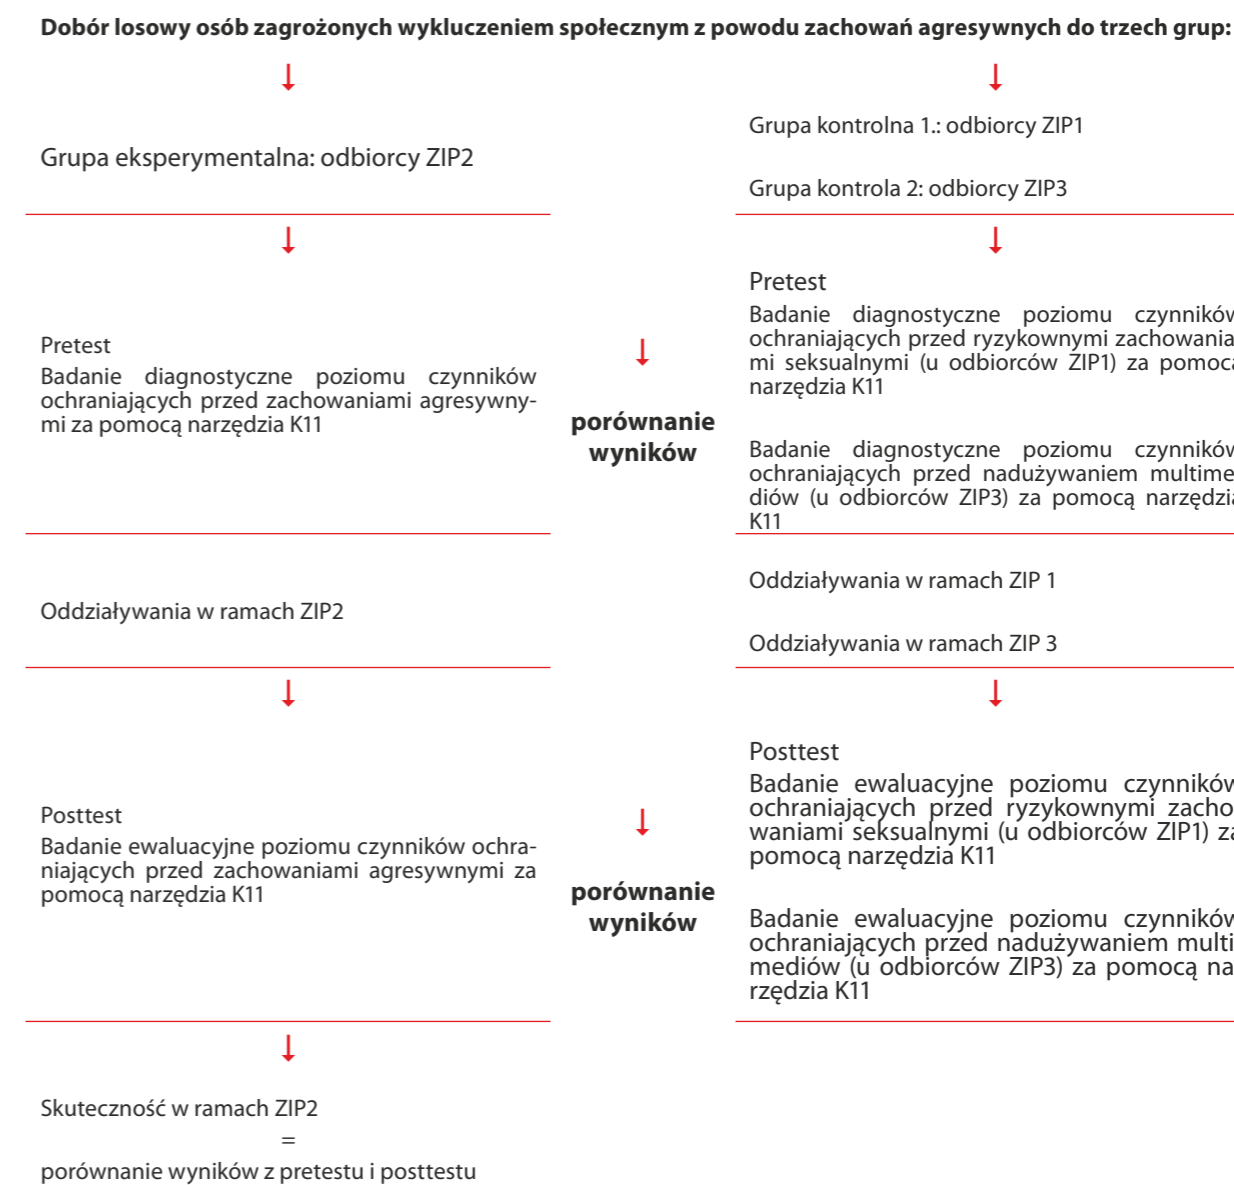 Dobór losowy osób zagrożonych wykluczeniem społecznym z powodu zachowań agresywnych do trzech grup:
↓
↓
Grupa eksperymentalna: odbiorcy ZIP2
Grupa kontrolna 1.: odbiorcy ZIP1
Grupa kontrola 2: odbiorcy ZIP3
↓
↓
Pretest
Badanie diagnostyczne poziomu czynników
ochraniających przed zachowaniami agresywny-
mi za pomocą narzędzia K11
↓
porównanie
wyników
Pretest
Badanie diagnostyczne poziomu czynników
ochraniających przed ryzykownymi zachowania
mi seksualnymi (u odbiorców ZIP1) za pomocą
narzędzia K11
Badanie diagnostyczne poziomu czynników
ochraniających przed nadużywaniem multime
diów (u odbiorców ZIP3) za pomocą narzędzia
K11
Oddziaływania w ramach ZIP2
Oddziaływania w ramach ZIP 1
Oddziaływania w ramach ZIP 3
↓
↓
Posttest
Badanie ewaluacyjne poziomu czynników ochra-
niających przed zachowaniami agresywnymi za
pomocą narzędzia K11
↓
porównanie
wyników
Posttest
Badanie ewaluacyjne poziomu czynników
ochraniających przed ryzykownymi zacho
waniami seksualnymi (u odbiorców ZIP1) za
pomocą narzędzia K11
Badanie ewaluacyjne poziomu czynników
ochraniających przed nadużywaniem multi
mediów (u odbiorców ZIP3) za pomocą na
rzędzia K11
↓
Skuteczność w ramach ZIP2
=
porównanie wyników z pretestu i posttestu